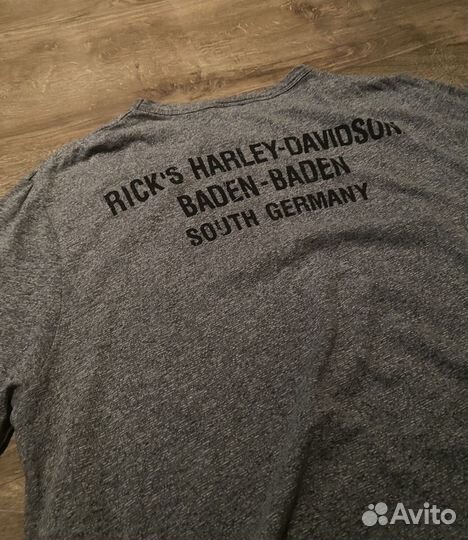 RICK'S HARLEY-DAVIDSON
BADEN-BADEN
SOUTH GERMANY
Avito